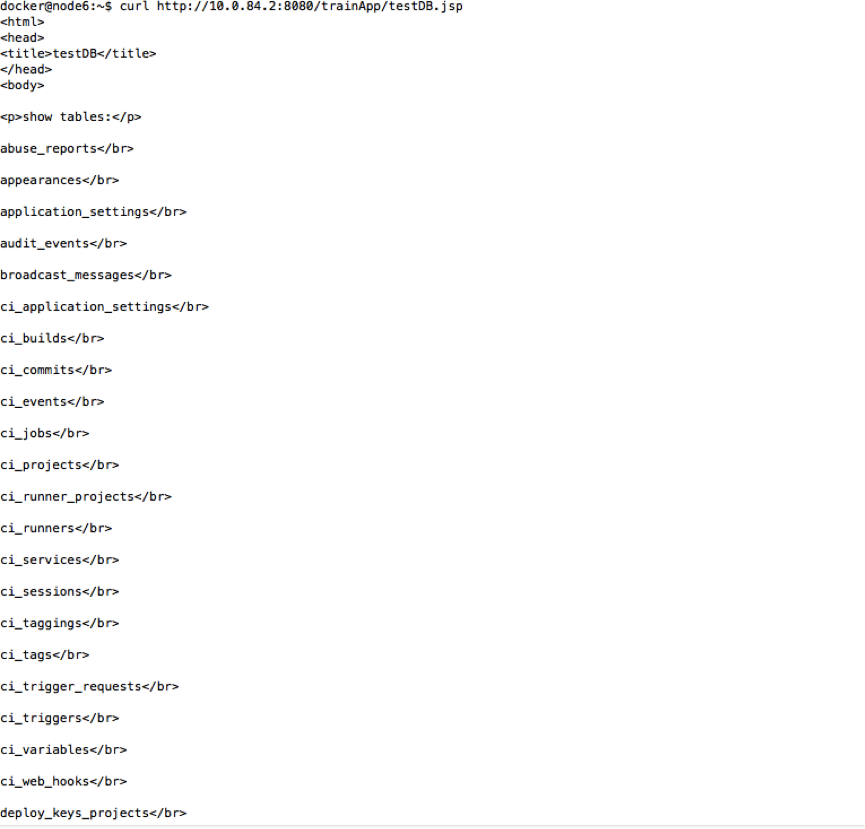 docker@node6:~$ curl http://10.0.84.2:8080/trainApp/testDB.jsp
<html>
<head>
<title>testDB</title>
</head>
<body>
<p>show tables:</p>
abuse_reports</br>
appearances</br>
application_settings</br>
audit_events</br>
broadcast_messages</br>
ci_application_settings</br>
ci_builds</br>
ci_commits</br>
ci_events</br>
ci_jobs</br>
ci_projects</br>
ci_runner_projects</br>
ci_runners</br>
ci_services</br>
ci_sessions</br>
ci_taggings</br>
ci_tags</br>
ci_trigger_requests</br>
ci_triggers</br>
ci_variables</br>
ci_web_hooks</br>
deploy_keys_projects</br>